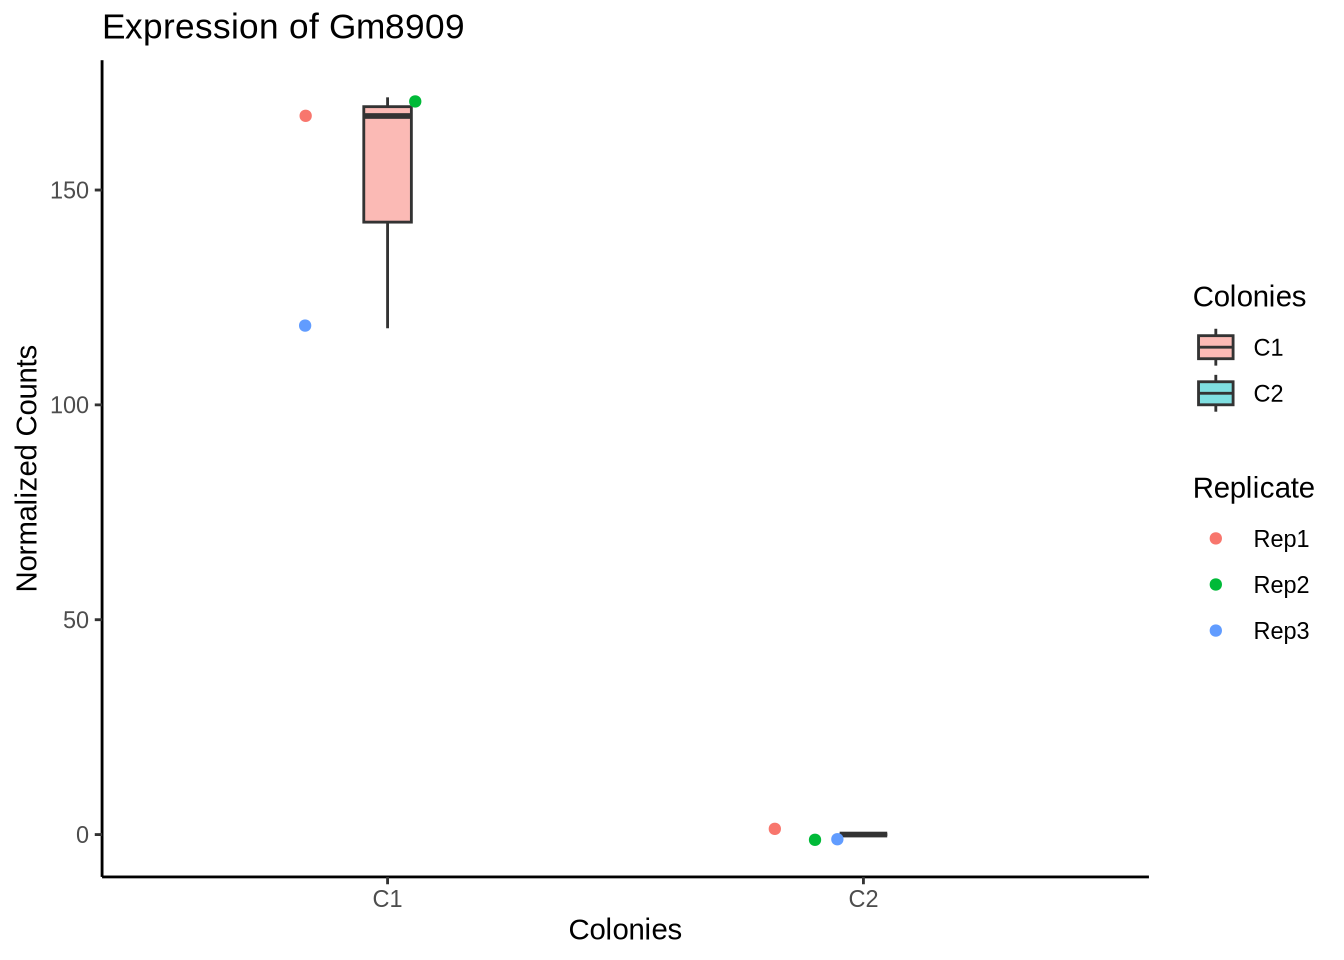 Expression of Gm8909
Normalized Counts
150
100
50
0
C1
C2
Colonies
Colonies
C1
C2
Replicate
Rep1
Rep2
Rep3